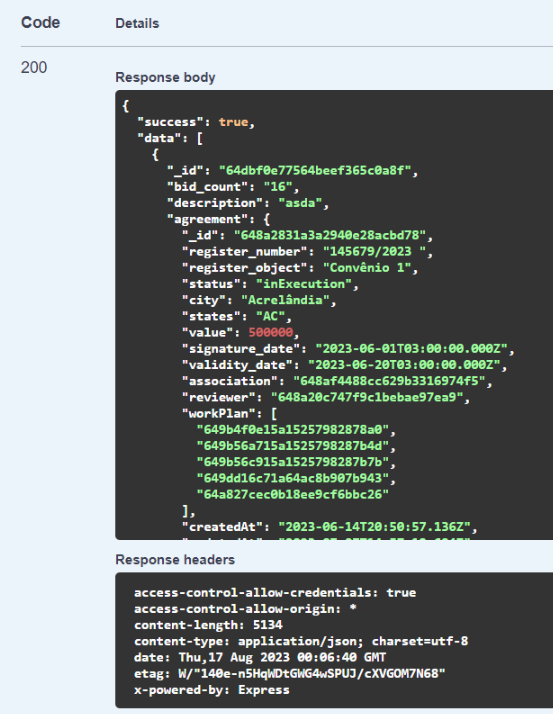 Code Details
200
Response body
{
"success": true,
"data": [
{
"_id": "64dbf0e77564beef365c0a8f",
"bid_count": "16",
"description": "asda",
"agreement": {
"_id": "648a2831a3a2940e28acbd78",
"register_number": "145679/2023 ",
"register_object": "Convênio 1",
"status": "inExecution",
"city": "Acrelândia",
"states": "AC",
"value": 500000,
"signature_date": "2023-06-01T03:00:00.000Z",
"validity_date": "2023-06-20T03:00:00.000Z",
"association": "648af4488cc629b3316974f5",
"reviewer": "648a20c747f9c1bebae97ea9",
"workPlan": [
"649b4f0e15a15257982878a0",
"649b56a715a1525798287b4d",
"649b56c915a1525798287b7b",
"649dd16c71a64ac8b907b943",
"64a827cec0b18ee9cf6bbc26"
],
"createdAt": "2023-06-14T20:50:57.136Z",
Response headers
access-control-allow-credentials: true
access-control-allow-origin: *
content-length: 5134
content-type: application/json; charset=utf-8
date: Thu,17 Aug 2023 00:06:40 GMT
etag: W/"140e-n5HqWDtGWG4wSPUJ/cXVGOM7N68"
x-powered-by: Express